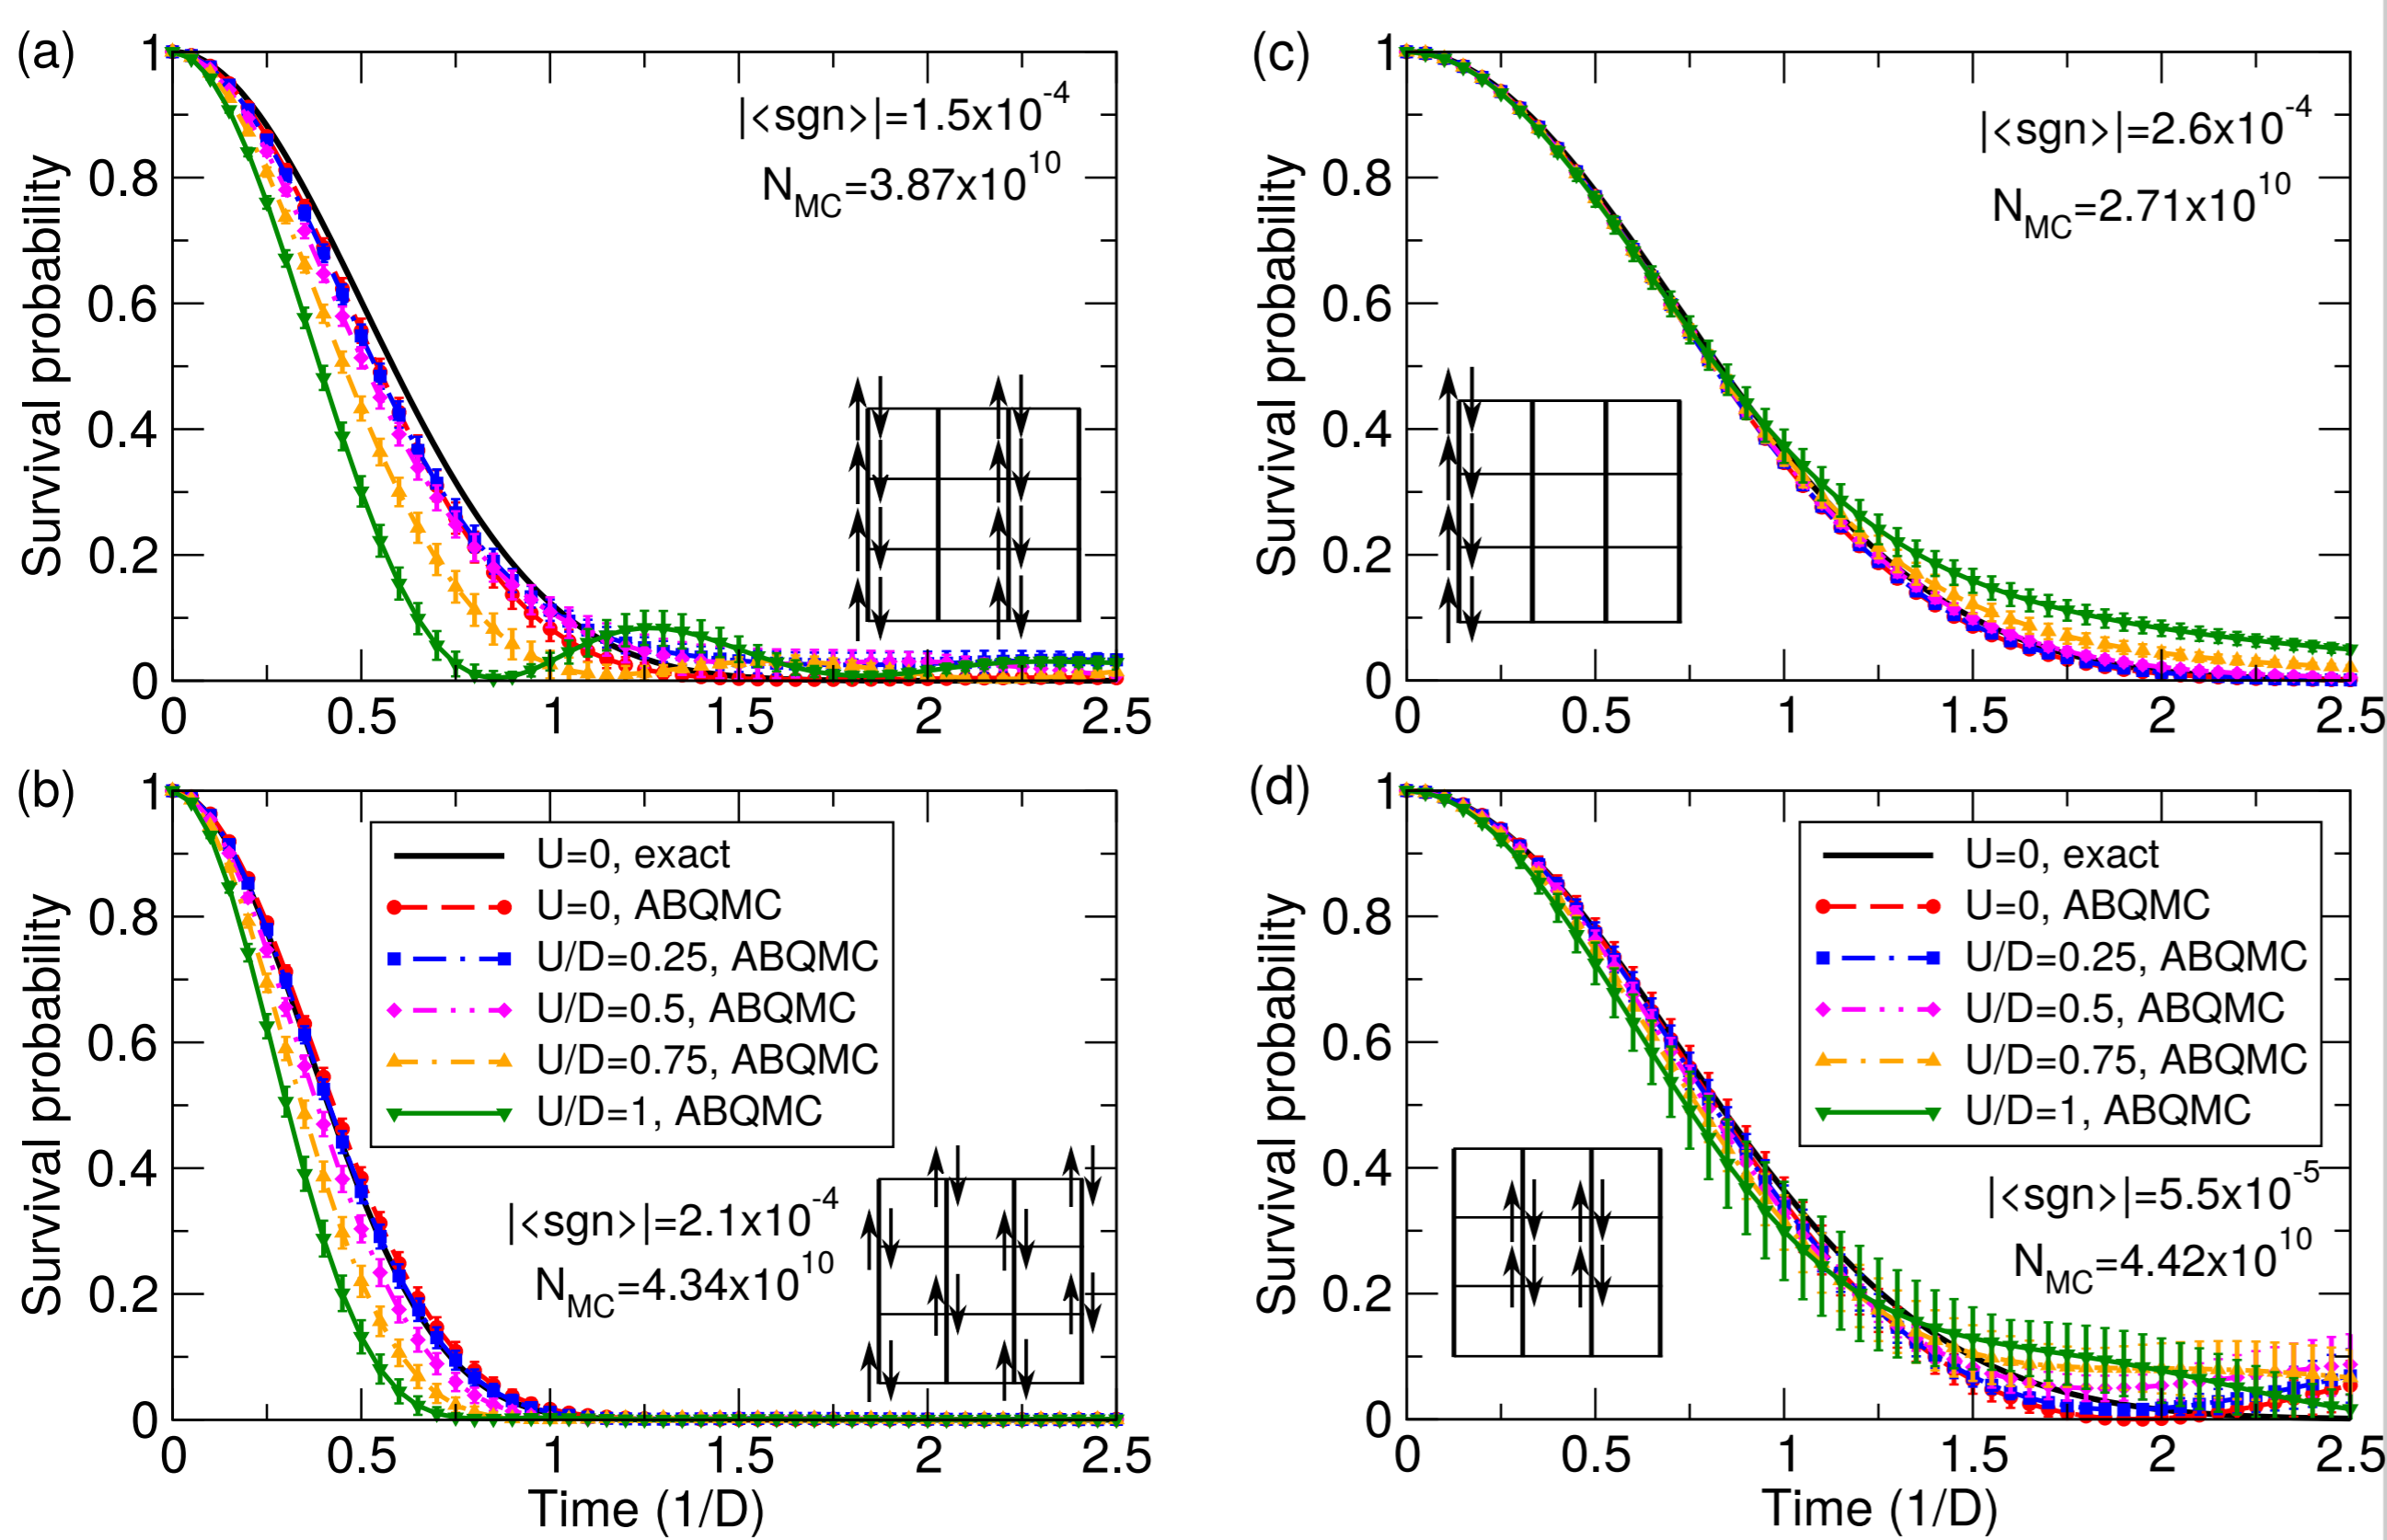 (a)
Survival probability
1
0.8
0.6
0.4
0.2
0
|<sgn>|=1.5x10^-4
N_MC=3.87x10^10
0 0.5 1 1.5 2 2.5
(c)
Survival probability
1
0.8
0.6
0.4
0.2
0
|<sgn>|=2.6x10^-4
N_MC=2.71x10^10
0 0.5 1 1.5 2 2.5
(b)
Survival probability
1
0.8
0.6
0.4
0.2
0
U=0, exact
U=0, ABQMC
U/D=0.25, ABQMC
U/D=0.5, ABQMC
U/D=0.75, ABQMC
U/D=1, ABQMC
|<sgn>|=2.1x10^-4
N_MC=4.34x10^10
0 0.5 1 1.5 2 2.5
Time (1/D)
(d)
Survival probability
1
0.8
0.6
0.4
0.2
0
U=0, exact
U=0, ABQMC
U/D=0.25, ABQMC
U/D=0.5, ABQMC
U/D=0.75, ABQMC
U/D=1, ABQMC
|<sgn>|=5.5x10^-5
N_MC=4.42x10^10
0 0.5 1 1.5 2 2.5
Time (1/D)